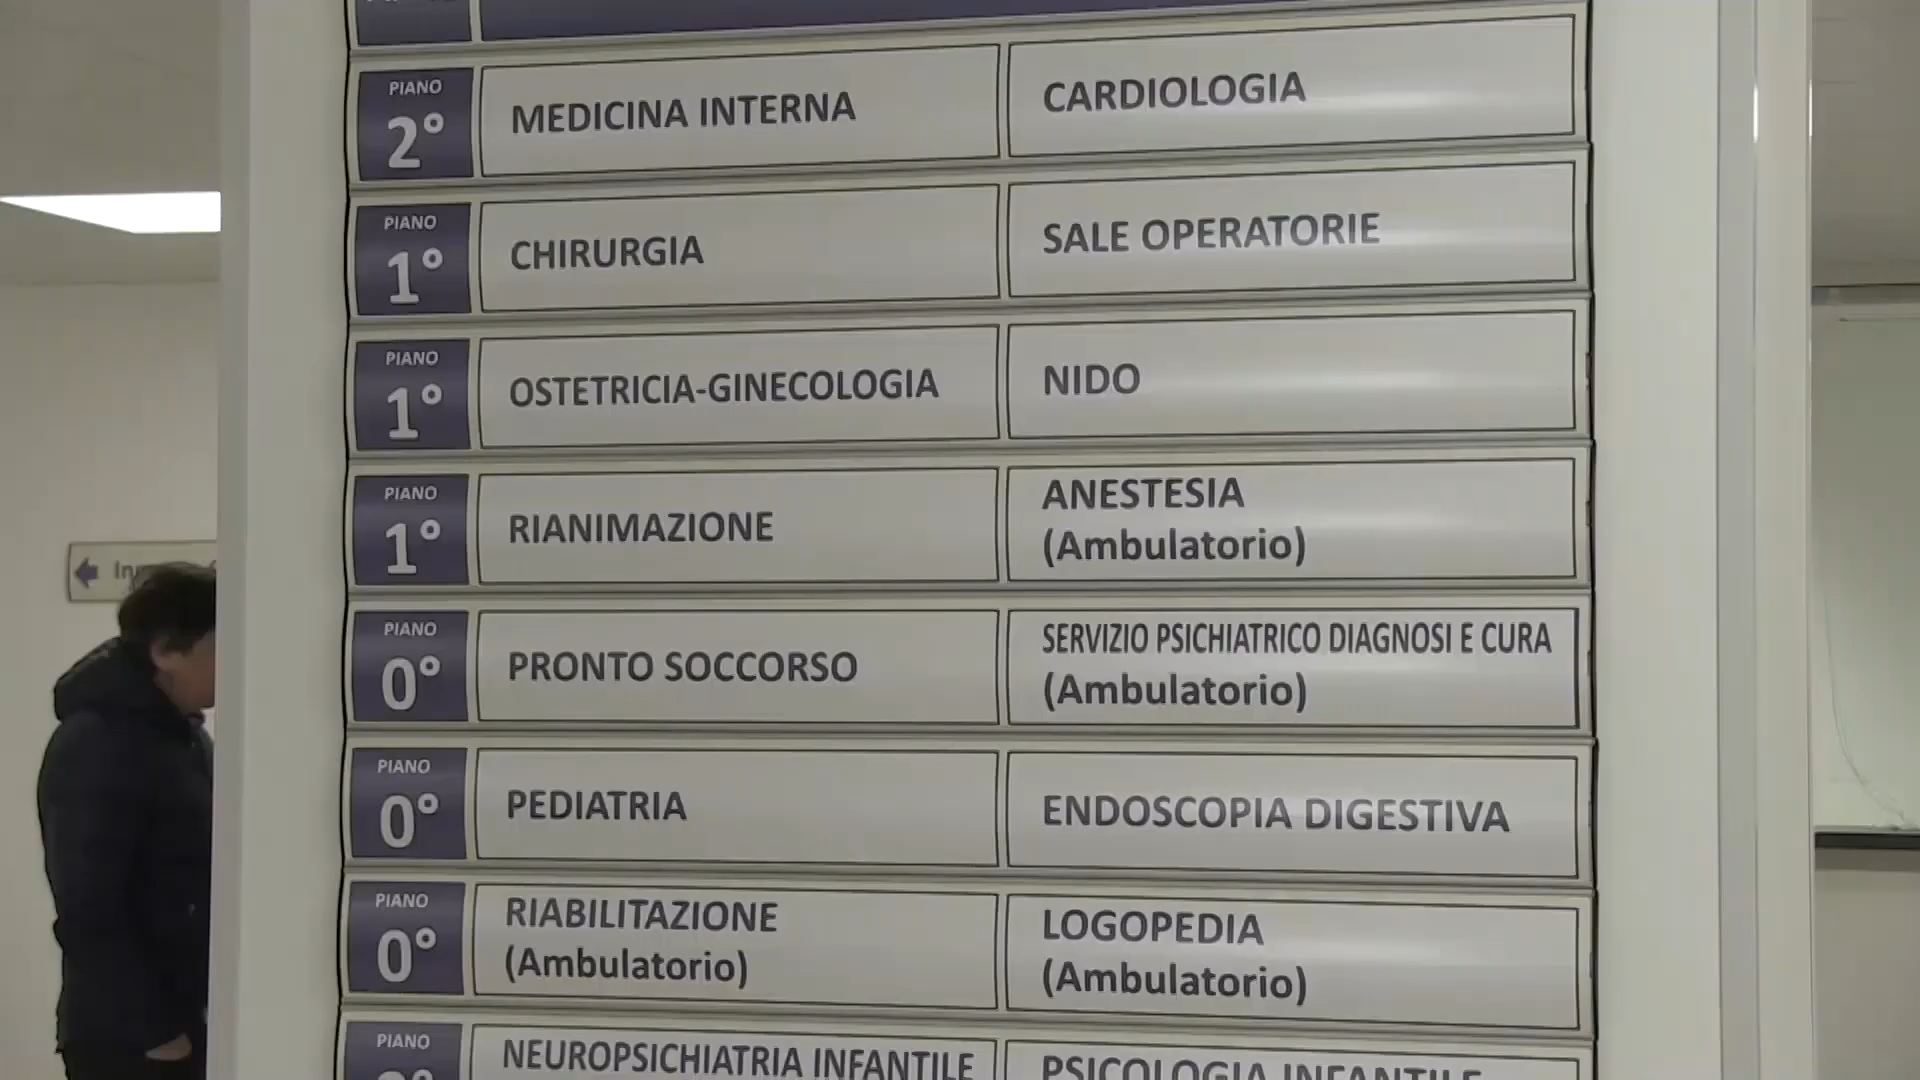 PIANO
2°
MEDICINA INTERNA
CARDIOLOGIA
PIANO
1°
CHIRURGIA
SALE OPERATORIE
PIANO
1°
OSTETRICIA-GINECOLOGIA
NIDO
PIANO
1°
RIANIMAZIONE
ANESTESIA
(Ambulatorio)
PIANO
0°
PRONTO SOCCORSO
SERVIZIO PSICHIATRICO DIAGNOSI E CURA
(Ambulatorio)
PIANO
0°
PEDIATRIA
ENDOSCOPIA DIGESTIVA
PIANO
0°
RIABILITAZIONE
(Ambulatorio)
LOGOPEDIA
(Ambulatorio)
PIANO
NEUROPSICHIATRIA INFANTILE
PSICOLOGIA INFANTILE